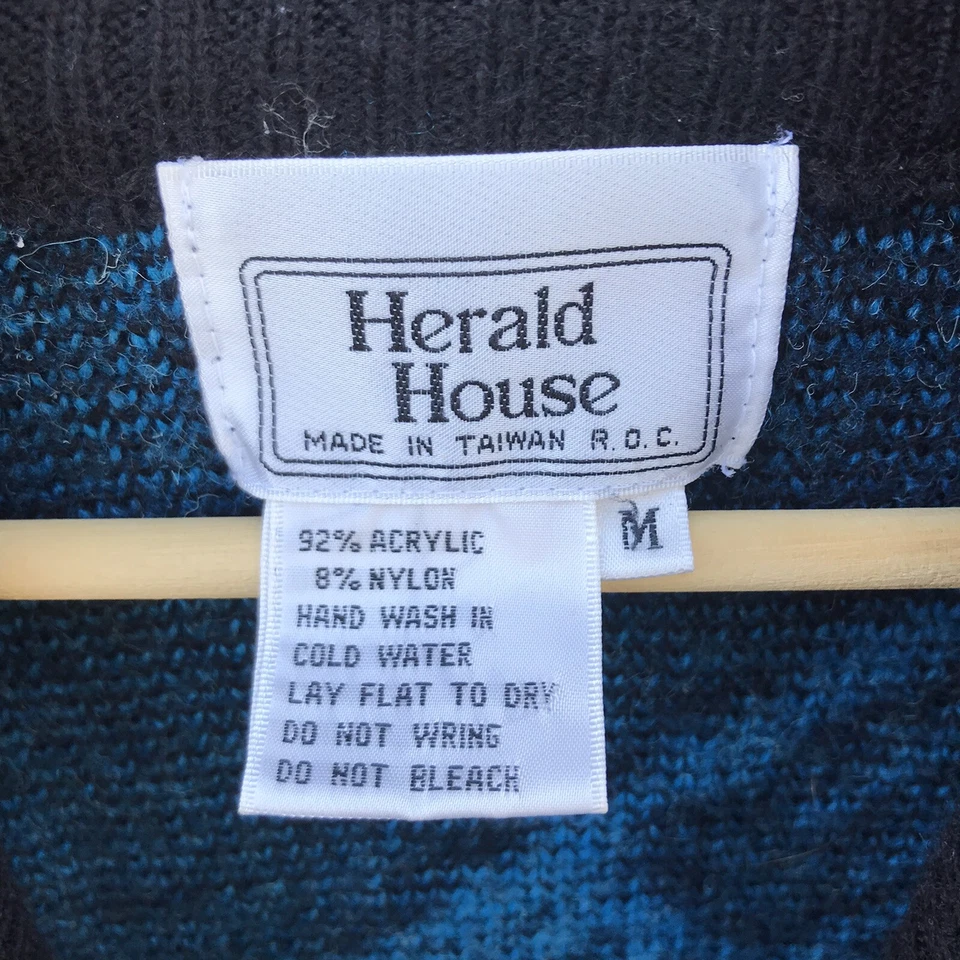 Herald
House
MADE IN TAIWAN R.O.C.
M
92% ACRYLIC
8% NYLON
HAND WASH IN
COLD WATER
LAY FLAT TO DRY
DO NOT WRING
DO NOT BLEACH